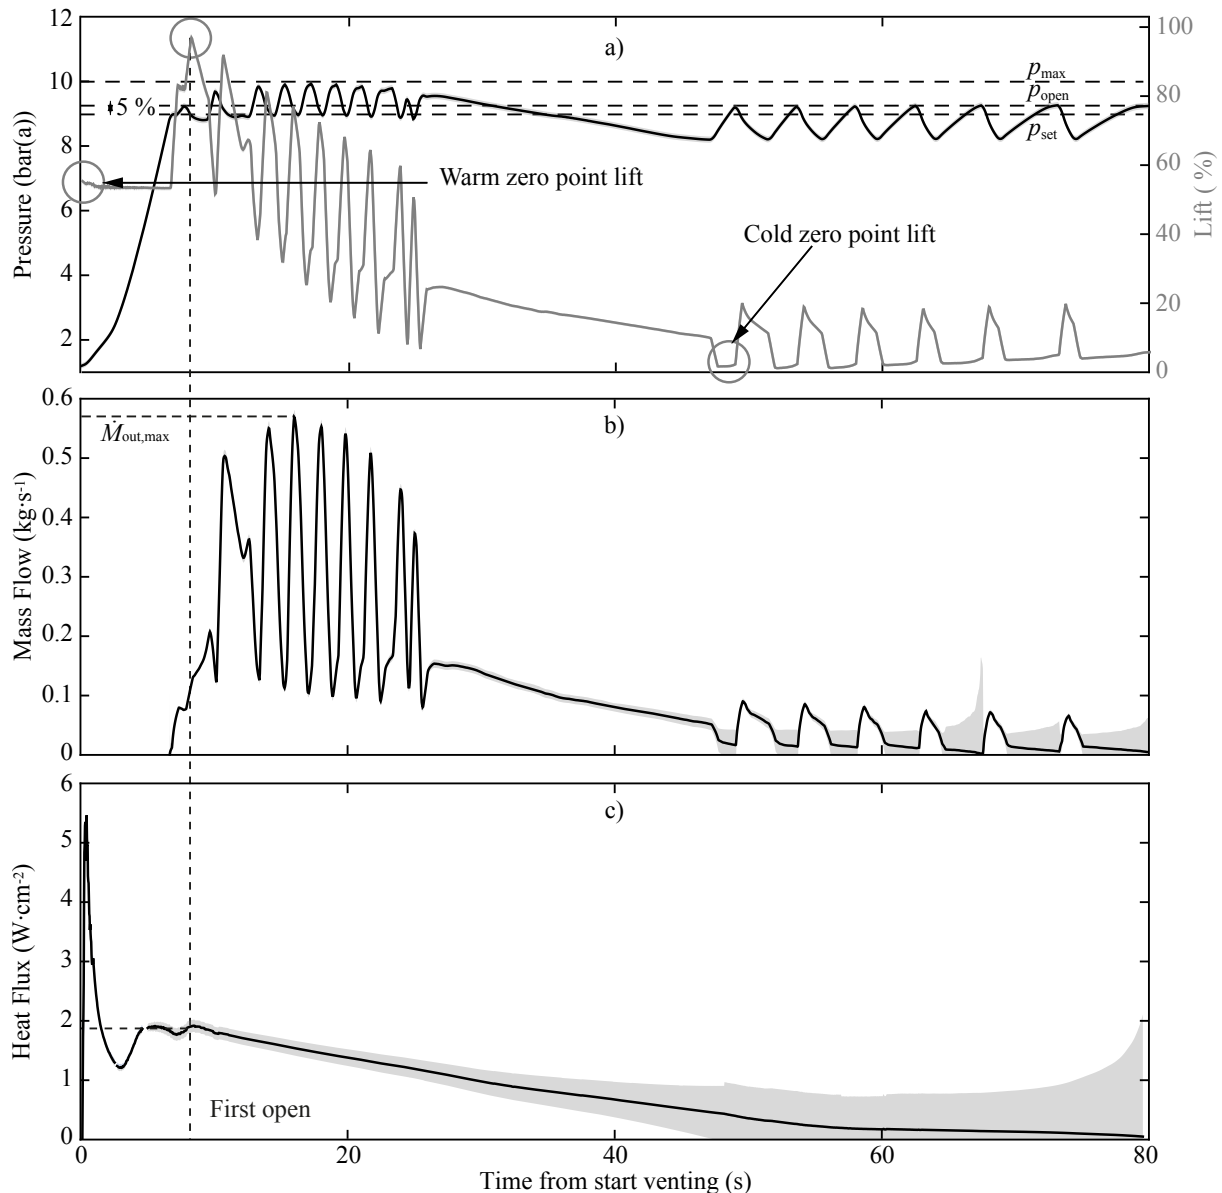 12
100
a)
10
p_max
80
p_open
5 %
8
p_set
60
Warm zero point lift
6
40
Cold zero point lift
4
20
2
0
Pressure (bar(a))
Lift ( %)
0.6
b)
Ṁ_out,max
0.5
0.4
0.3
0.2
0.1
0
Mass Flow (kg·s⁻¹)
6
c)
5
4
3
2
1
First open
0
Heat Flux (W·cm⁻²)
0 20 40 60 80
Time from start venting (s)